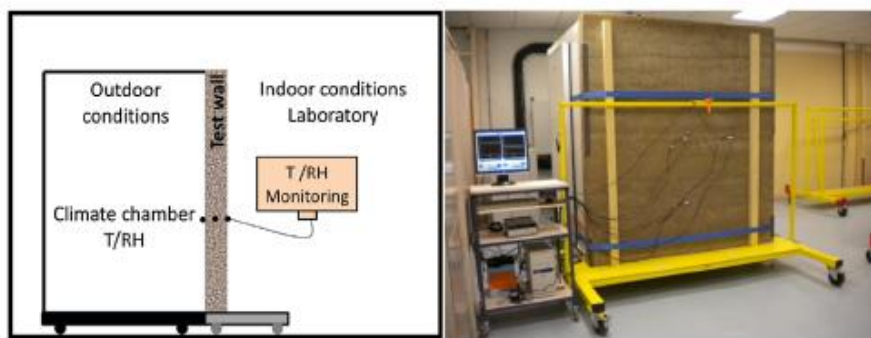 Outdoor
conditions
Test wall
Indoor conditions
Laboratory
T /RH
Monitoring
Climate chamber
T/RH